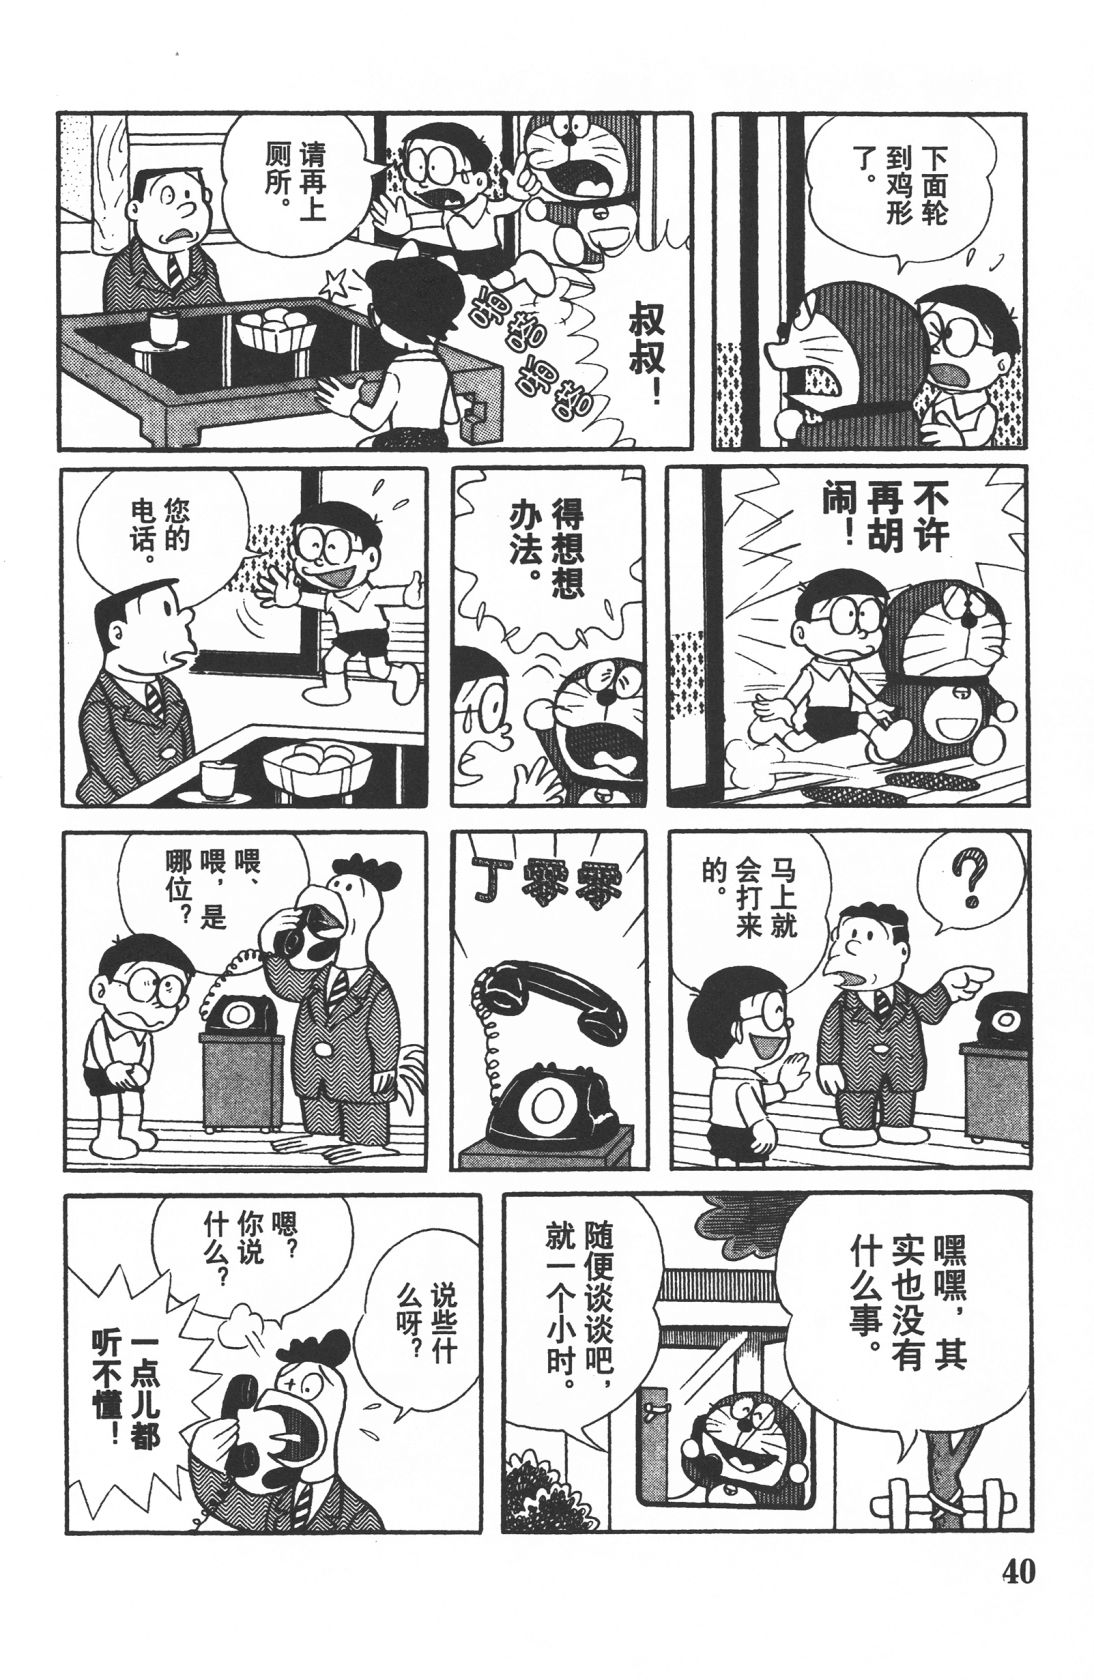 下面轮
到鸡形
了。
叔叔！
啪嗒啪嗒
请再上
厕所。
不许
再胡
闹！
得想想
办法。
您的
电话。
？
马上就
会打来
的。
丁零零
喂、
喂，是
哪位？
嘿嘿，其
实也没有
什么事。
随便谈谈吧，
就一个小时。
说些什
么呀？
嗯？
你说
什么？
一点儿都
听不懂！
40